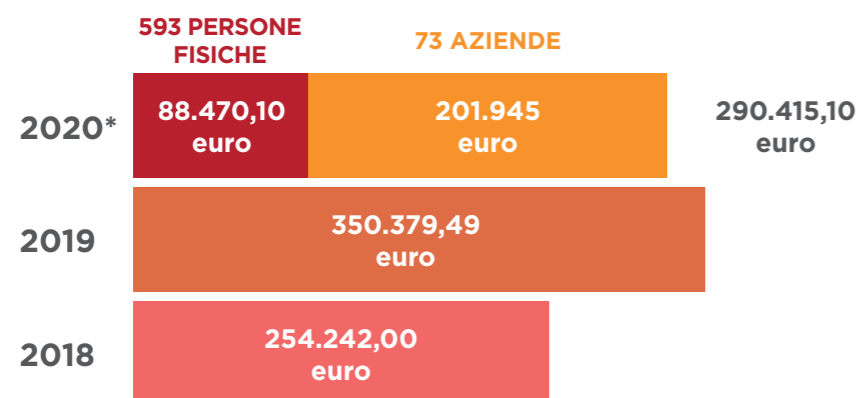 593 PERSONE
FISICHE
73 AZIENDE
2020*
88.470,10
euro
201.945
euro
290.415,10
euro
2019
350.379,49
euro
2018
254.242,00
euro